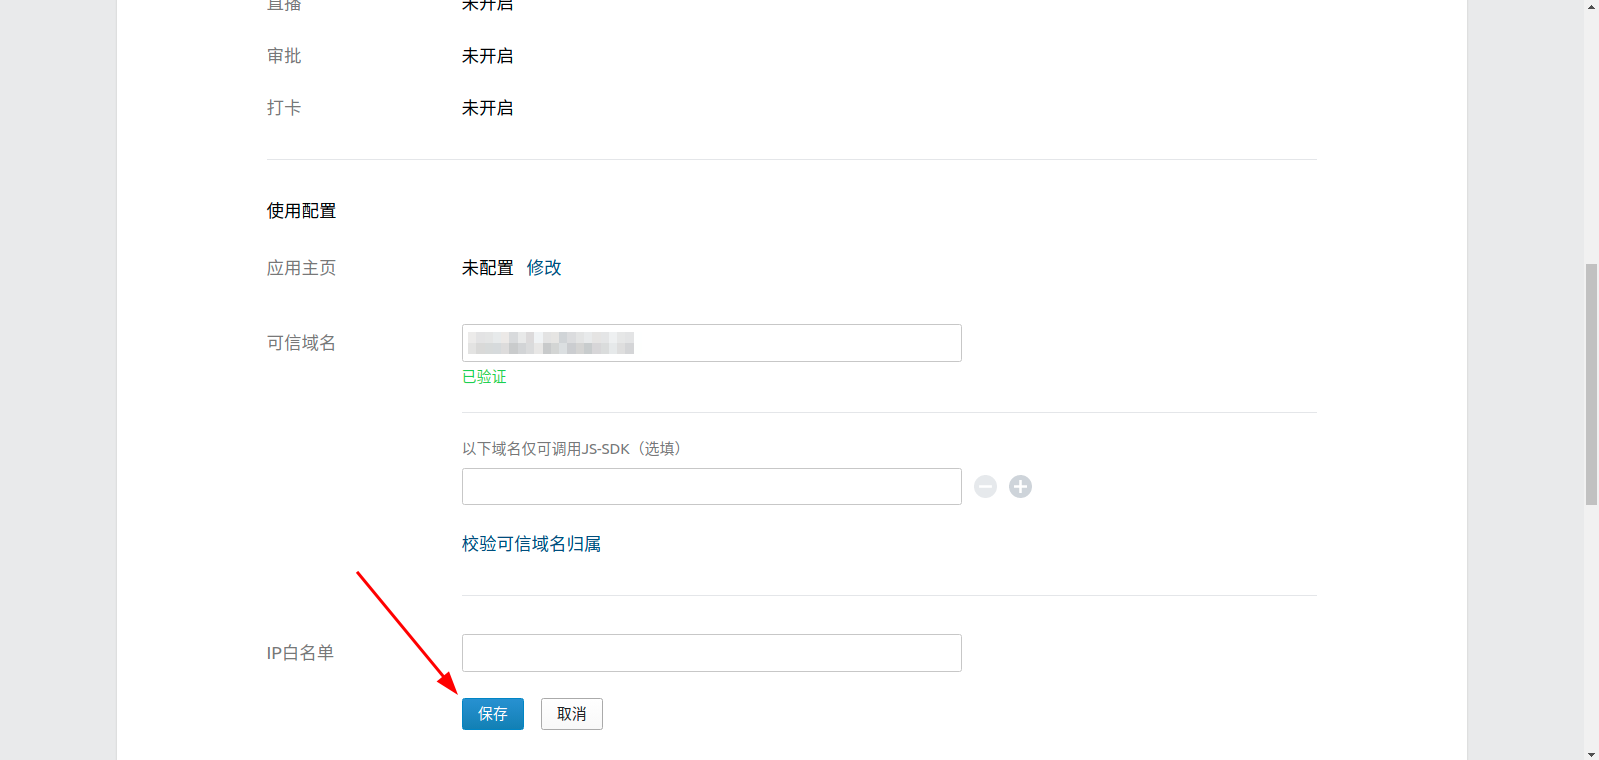 直播 未开启
审批 未开启
打卡 未开启
使用配置
应用主页 未配置 修改
可信域名
已验证
以下域名仅可调用JS-SDK（选填）
校验可信域名归属
IP白名单
保存 取消